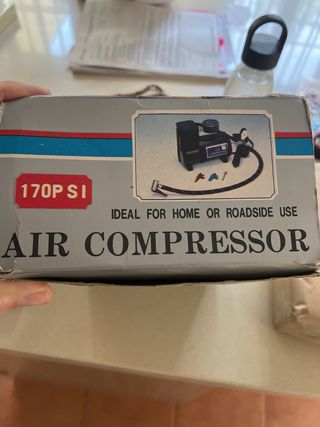 170PSI
IDEAL FOR HOME OR ROADSIDE USE
AIR COMPRESSOR